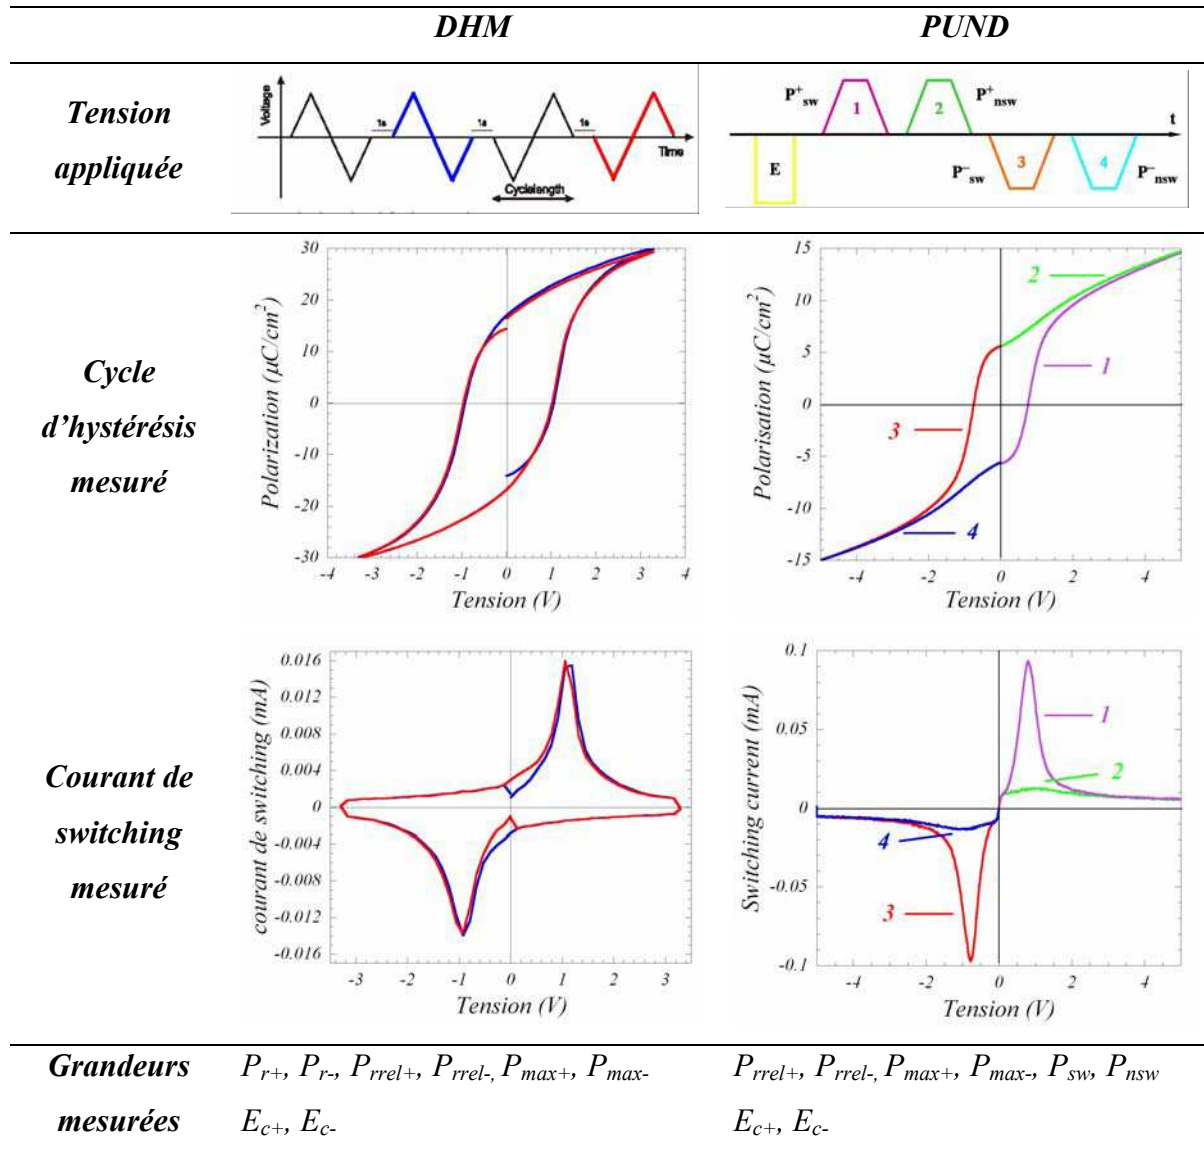 DHM PUND
Tension
appliquée
Voltage
1s 1s 1s
Time
Cyclelength
P+sw 1 2 P+nsw
t
E
P-sw 3 4 P-nsw
Cycle
d'hystérésis
mesuré
30
20
10
0
-10
-20
-30
-4 -3 -2 -1 0 1 2 3 4
Polarization (µC/cm2)
Tension (V)
15
10
5
0
-5
-10
-15
-4 -2 0 2 4
Polarisation (µC/cm2)
Tension (V)
2
1
3
4
Courant de
switching
mesuré
0.016
0.012
0.008
0.004
0
-0.004
-0.008
-0.012
-0.016
-3 -2 -1 0 1 2 3
courant de switching (mA)
Tension (V)
0.1
0.05
0
-0.05
-0.1
-4 -2 0 2 4
Switching current (mA)
Tension (V)
1
2
4
3
Grandeurs
mesurées
Pr+, Pr-, Prrel+, Prrel-, Pmax+, Pmax-
Ec+, Ec-
Prrel+, Prrel-, Pmax+, Pmax-, Psw, Pnsw
Ec+, Ec-